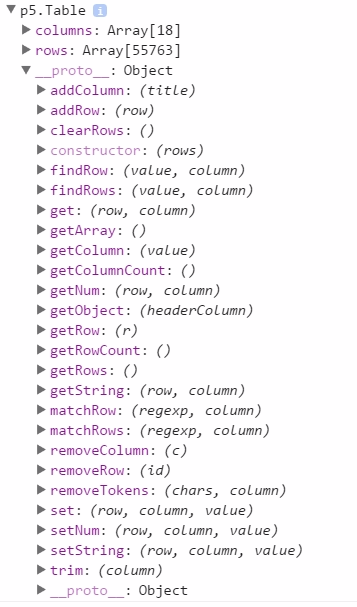 p5.Table i
columns: Array[18]
rows: Array[55763]
__proto__: Object
addColumn: (title)
addRow: (row)
clearRows: ()
constructor: (rows)
findRow: (value, column)
findRows: (value, column)
get: (row, column)
getArray: ()
getColumn: (value)
getColumnCount: ()
getNum: (row, column)
getObject: (headerColumn)
getRow: (r)
getRowCount: ()
getRows: ()
getString: (row, column)
matchRow: (regexp, column)
matchRows: (regexp, column)
removeColumn: (c)
removeRow: (id)
removeTokens: (chars, column)
set: (row, column, value)
setNum: (row, column, value)
setString: (row, column, value)
trim: (column)
__proto__: Object